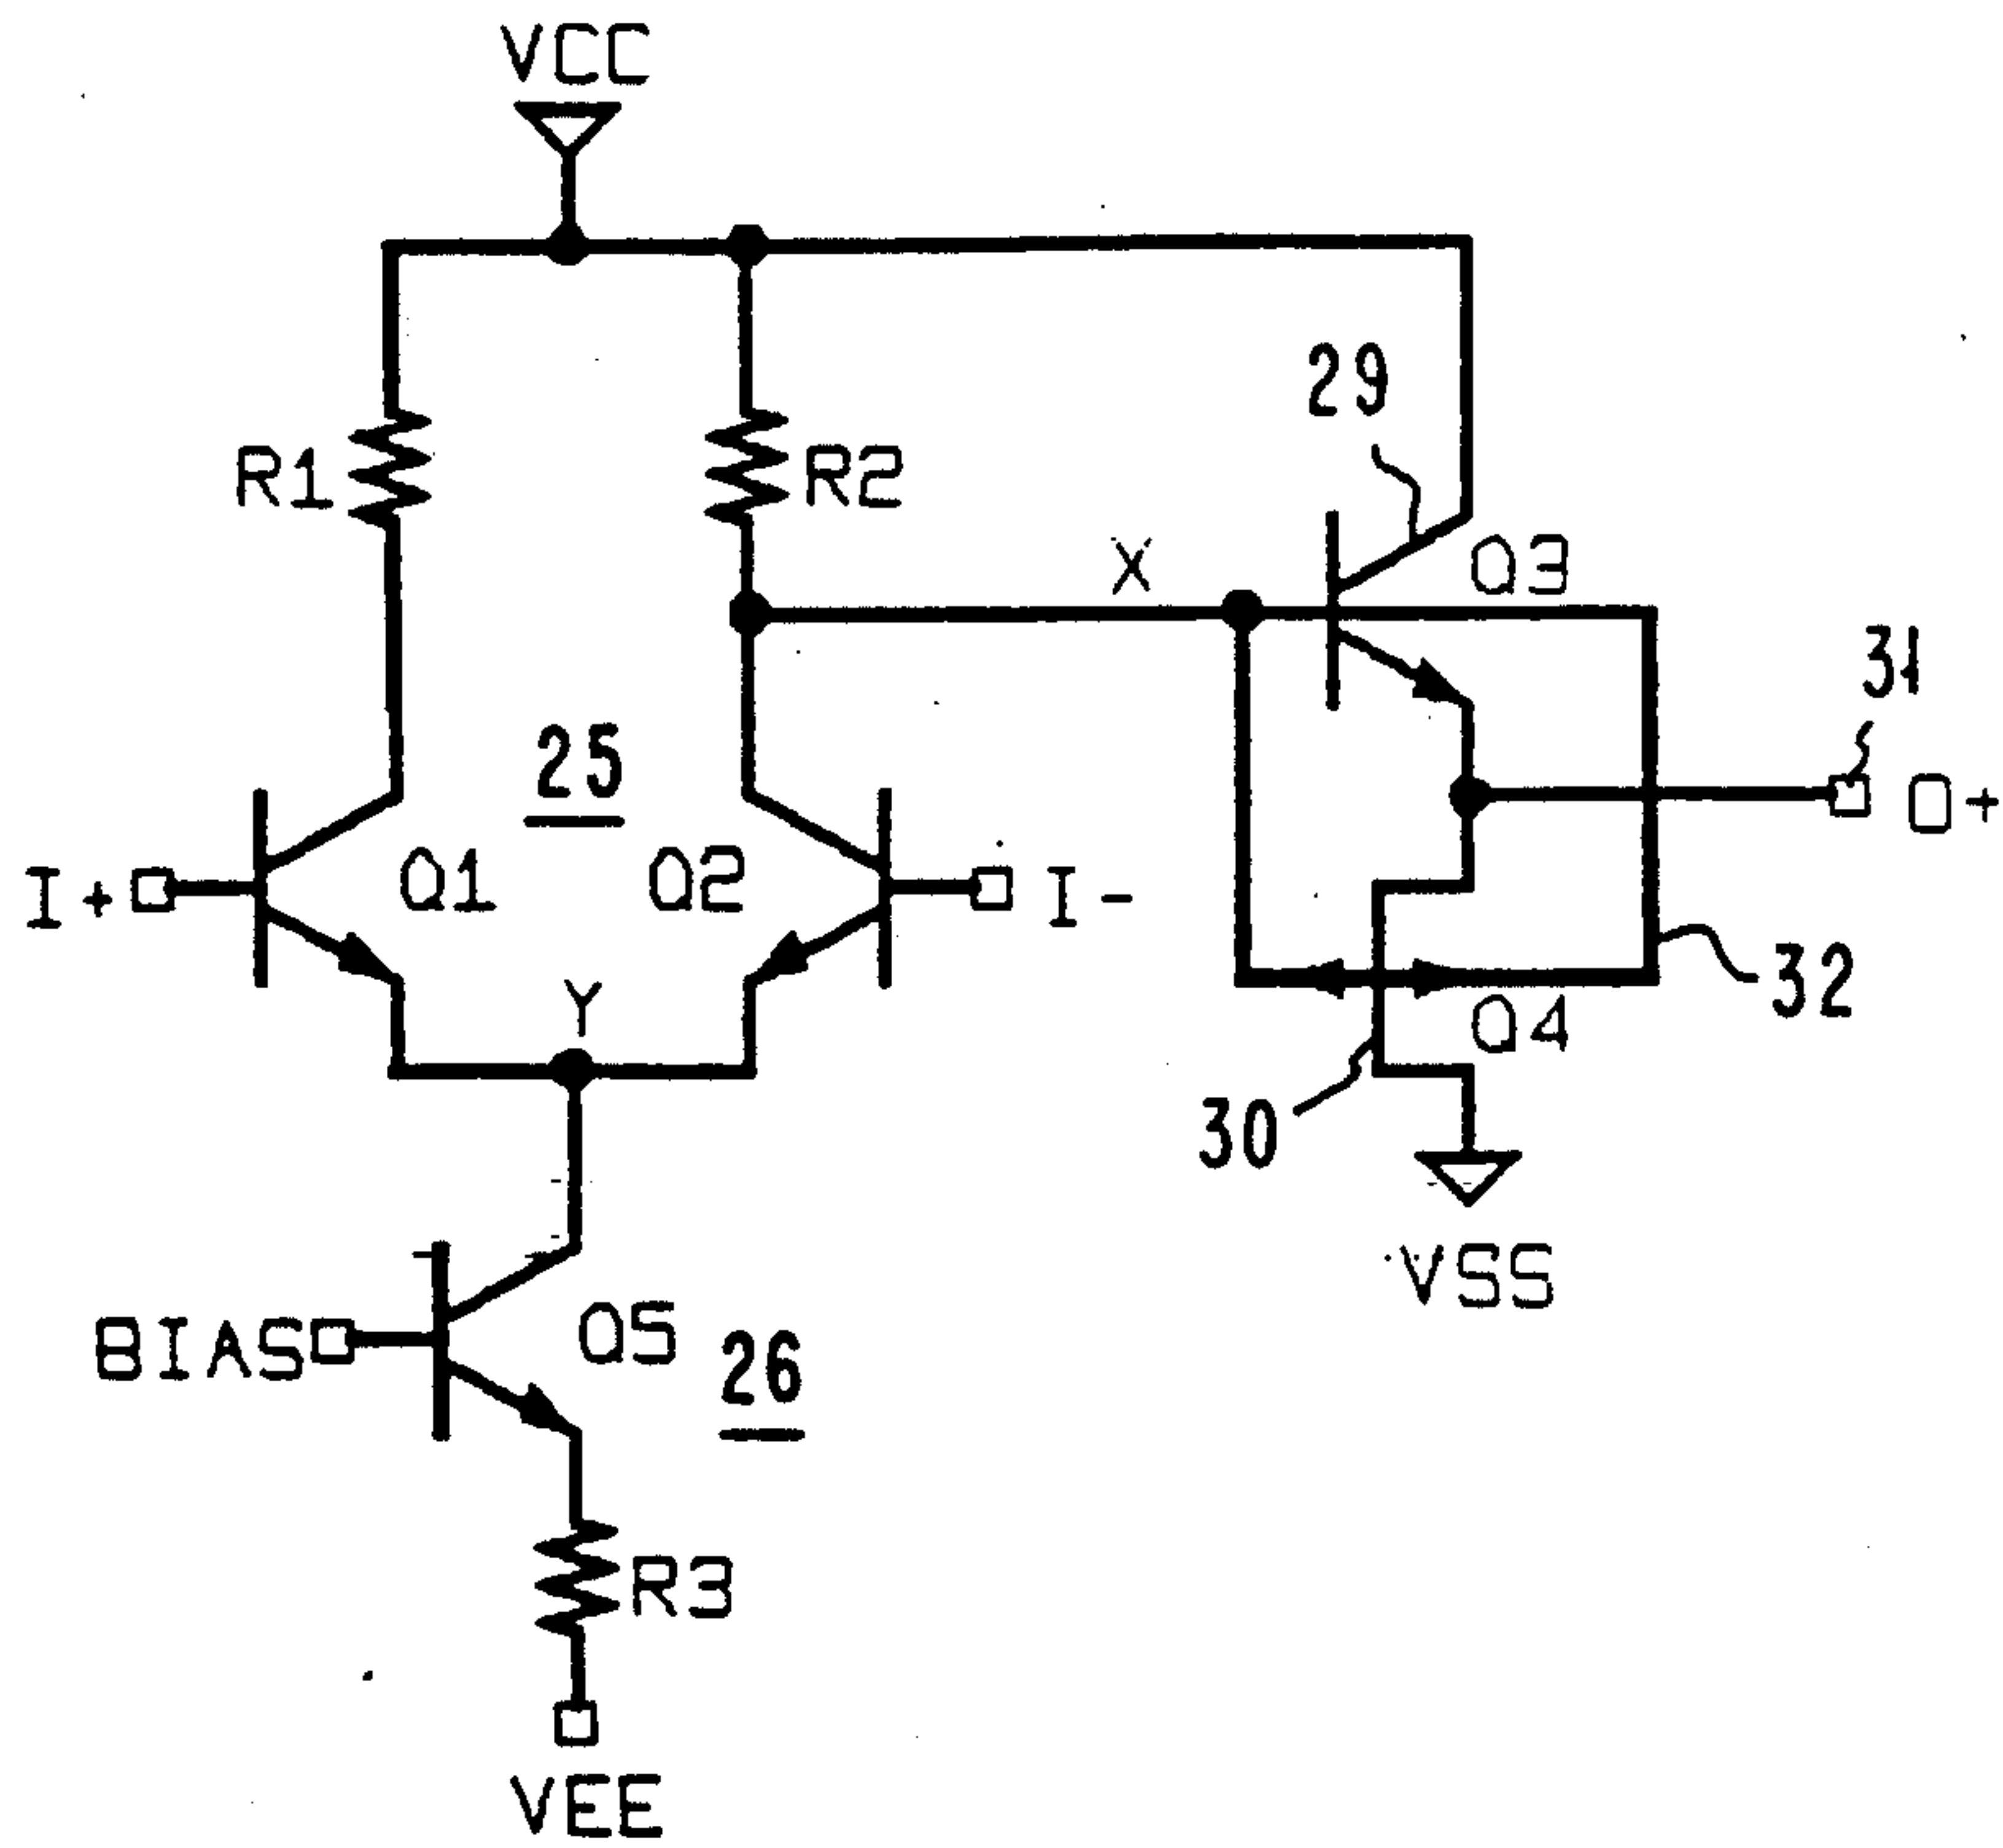 VCC
29
R1
R2
X
Q3
31
25
O+
I+
Q1
Q2
I-
32
Y
Q4
30
VSS
BIAS
Q5
26
R3
VEE